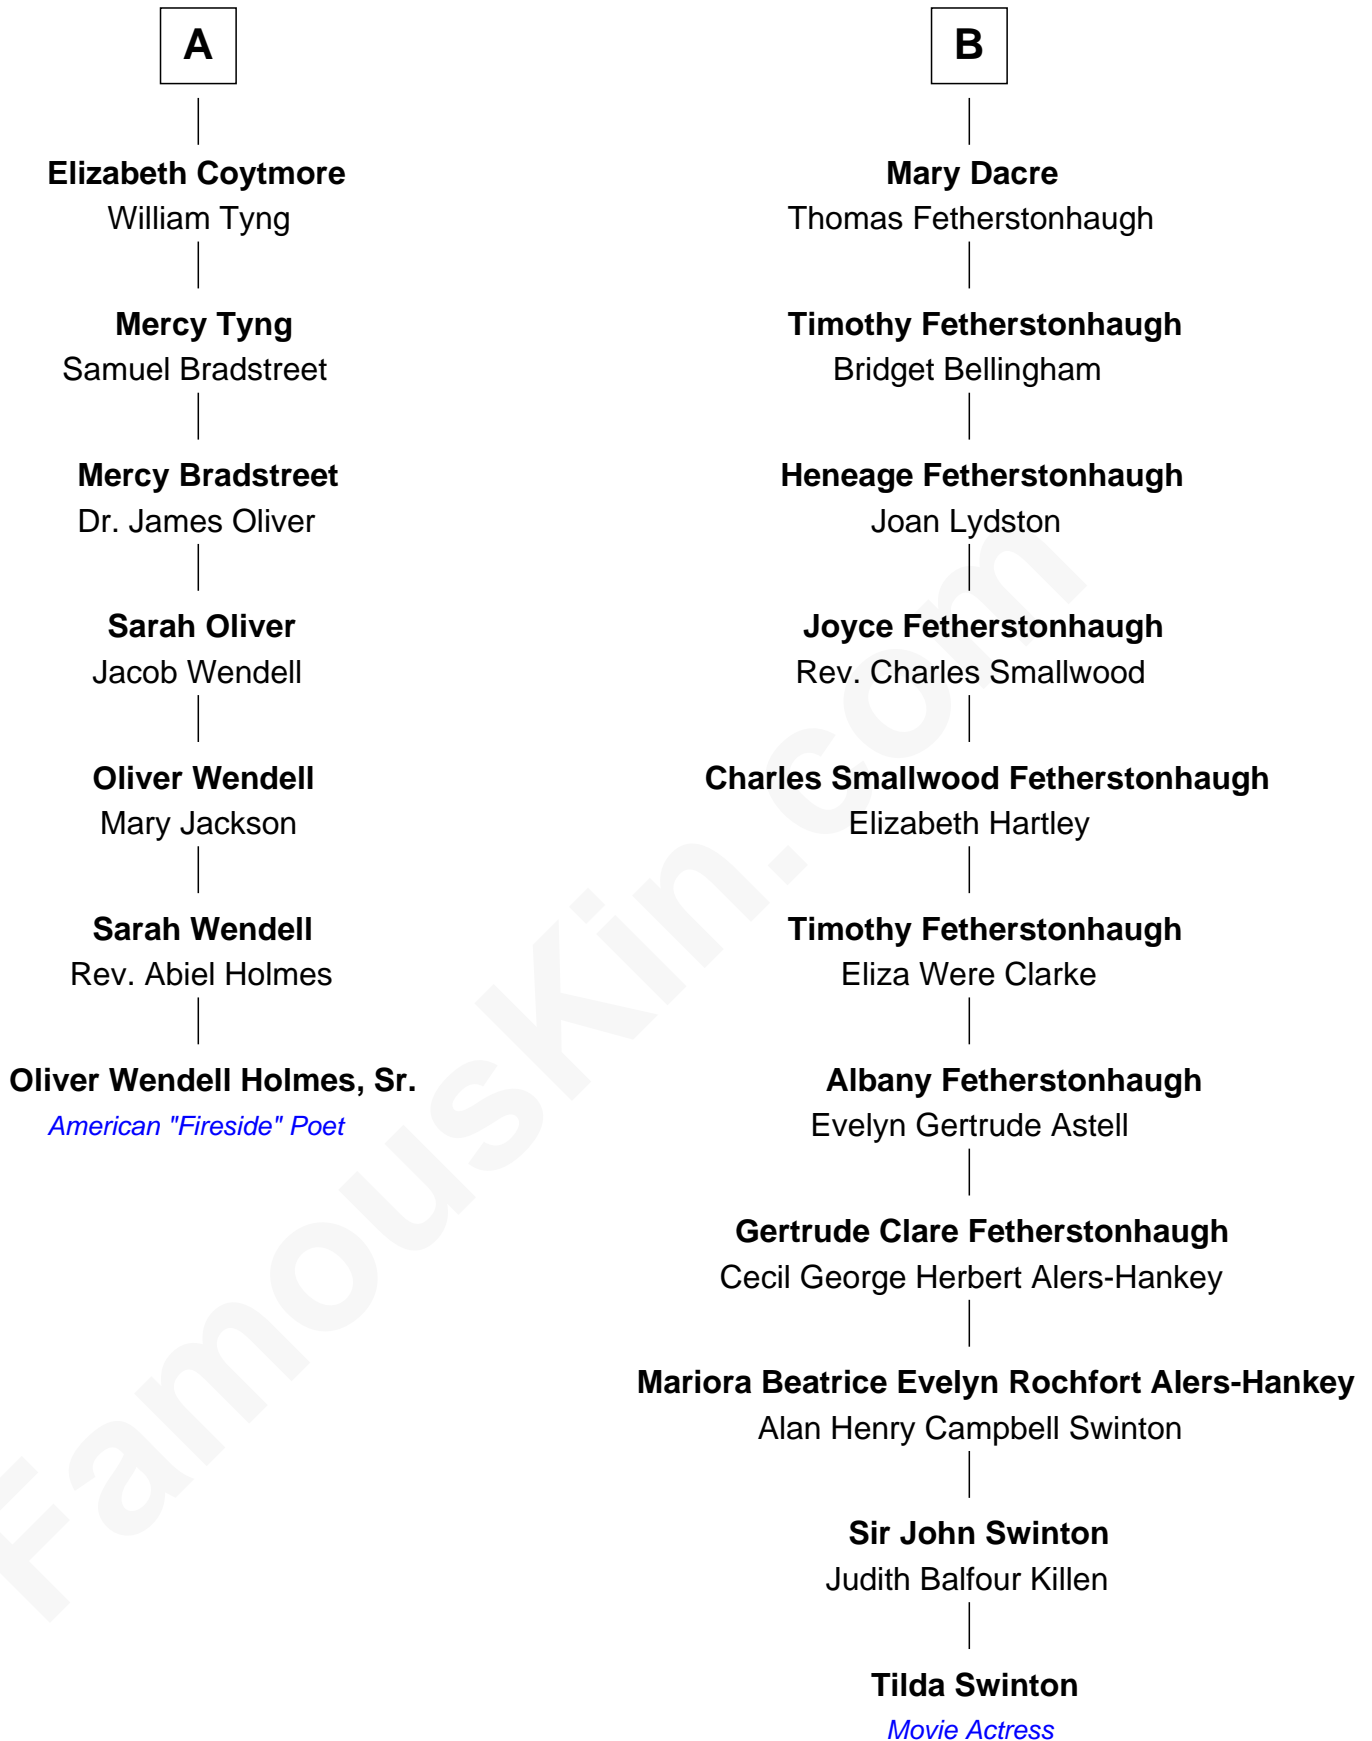 A
Elizabeth Coytmore
William Tyng
Mercy Tyng
Samuel Bradstreet
Mercy Bradstreet
Dr. James Oliver
Sarah Oliver
Jacob Wendell
Oliver Wendell
Mary Jackson
Sarah Wendell
Rev. Abiel Holmes
Oliver Wendell Holmes, Sr.
American "Fireside" Poet
B
Mary Dacre
Thomas Fetherstonhaugh
Timothy Fetherstonhaugh
Bridget Bellingham
Heneage Fetherstonhaugh
Joan Lydston
Joyce Fetherstonhaugh
Rev. Charles Smallwood
Charles Smallwood Fetherstonhaugh
Elizabeth Hartley
Timothy Fetherstonhaugh
Eliza Were Clarke
Albany Fetherstonhaugh
Evelyn Gertrude Astell
Gertrude Clare Fetherstonhaugh
Cecil George Herbert Alers-Hankey
Mariora Beatrice Evelyn Rochfort Alers-Hankey
Alan Henry Campbell Swinton
Sir John Swinton
Judith Balfour Killen
Tilda Swinton
Movie Actress
FamousKin.com